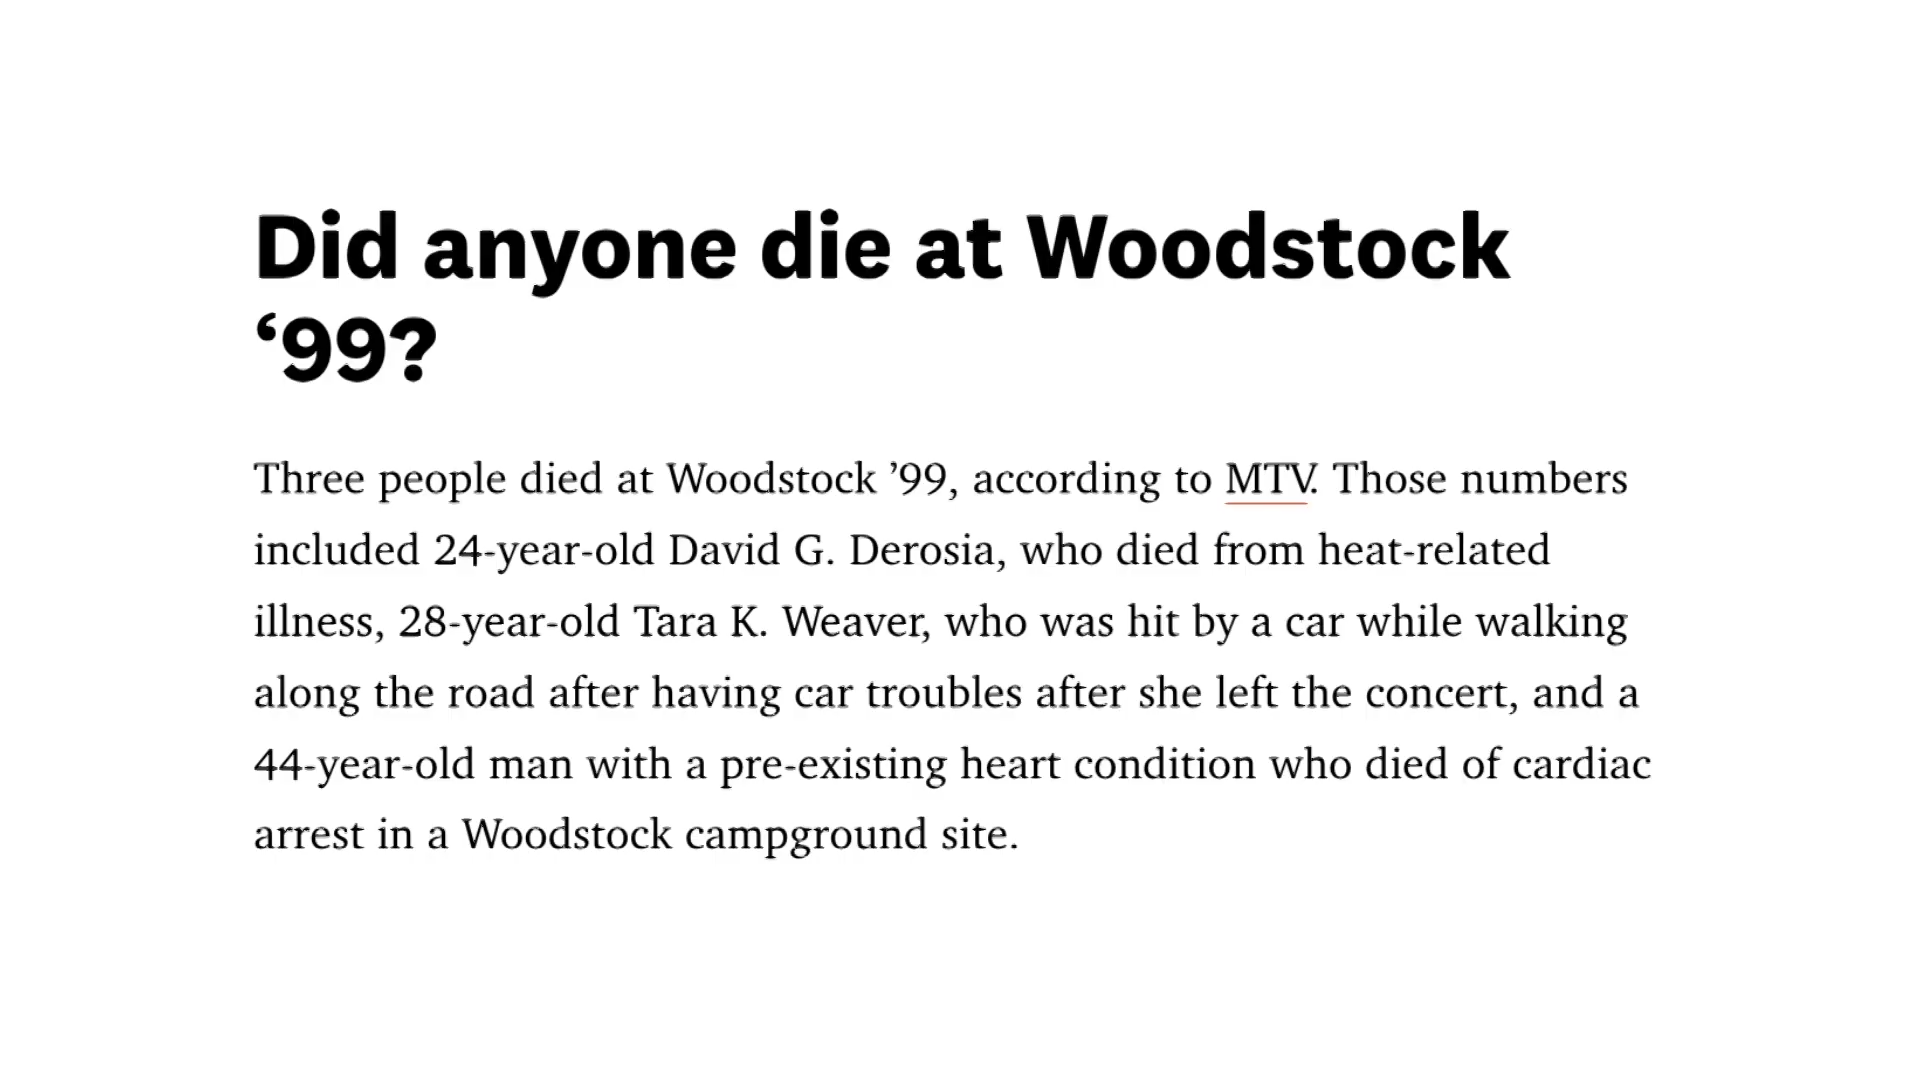 Did anyone die at Woodstock
‘99?
Three people died at Woodstock ’99, according to MTV. Those numbers
included 24-year-old David G. Derosia, who died from heat-related
illness, 28-year-old Tara K. Weaver, who was hit by a car while walking
along the road after having car troubles after she left the concert, and a
44-year-old man with a pre-existing heart condition who died of cardiac
arrest in a Woodstock campground site.